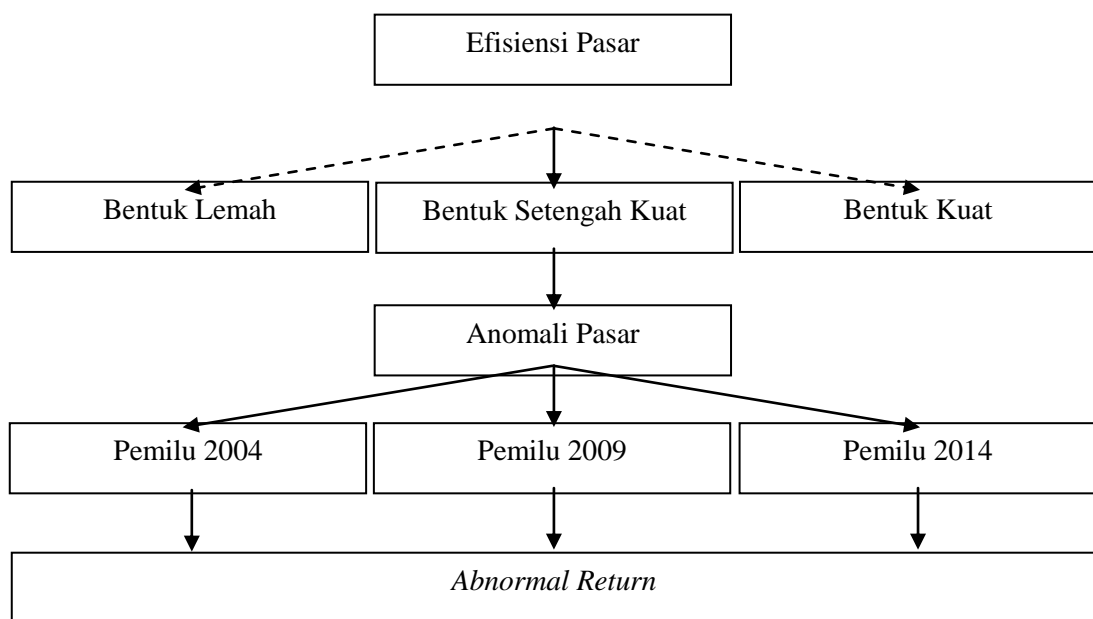 Efisiensi Pasar
Bentuk Lemah
Bentuk Setengah Kuat
Bentuk Kuat
Anomali Pasar
Pemilu 2004
Pemilu 2009
Pemilu 2014
Abnormal Return